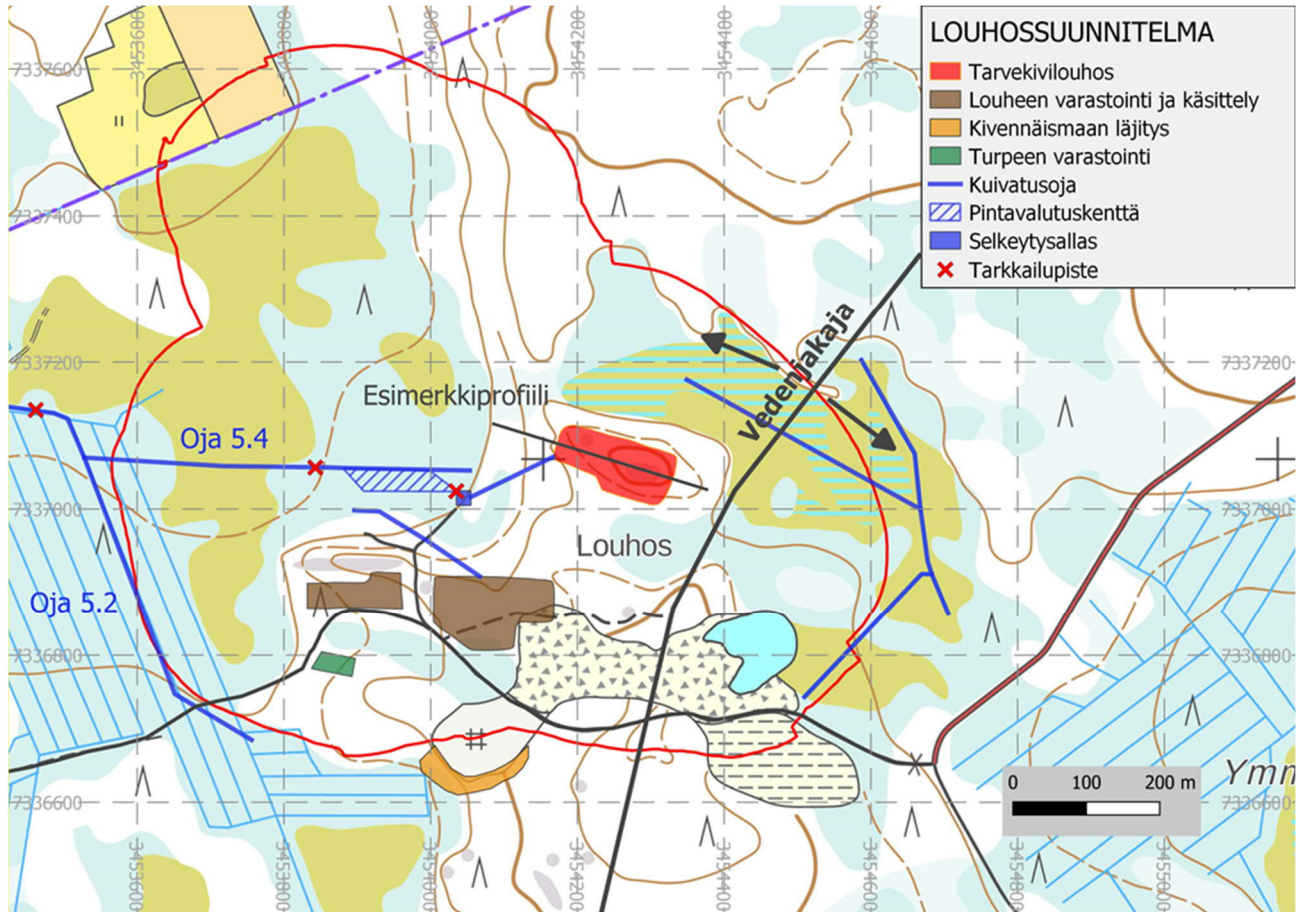 LOUHOSSUUNNITELMA
Tarvekivilouhos
Louheen varastointi ja käsittely
Kivennäismaan läjitys
Turpeen varastointi
Kuivatusoja
Pintavalutuskenttä
Selkeytysallas
Tarkkailupiste
3453600
3453800
3454000
3454200
3454400
3454600
7337600
7337400
7337200
7337200
Vedenjakaja
Esimerkkiprofiili
Oja 5.4
7337000
7337000
Louhos
Oja 5.2
7336800
7336800
0 100 200 m
Ymm
7336600
7336600
3453600
3453800
3454000
3454200
3454400
3454600
3454800